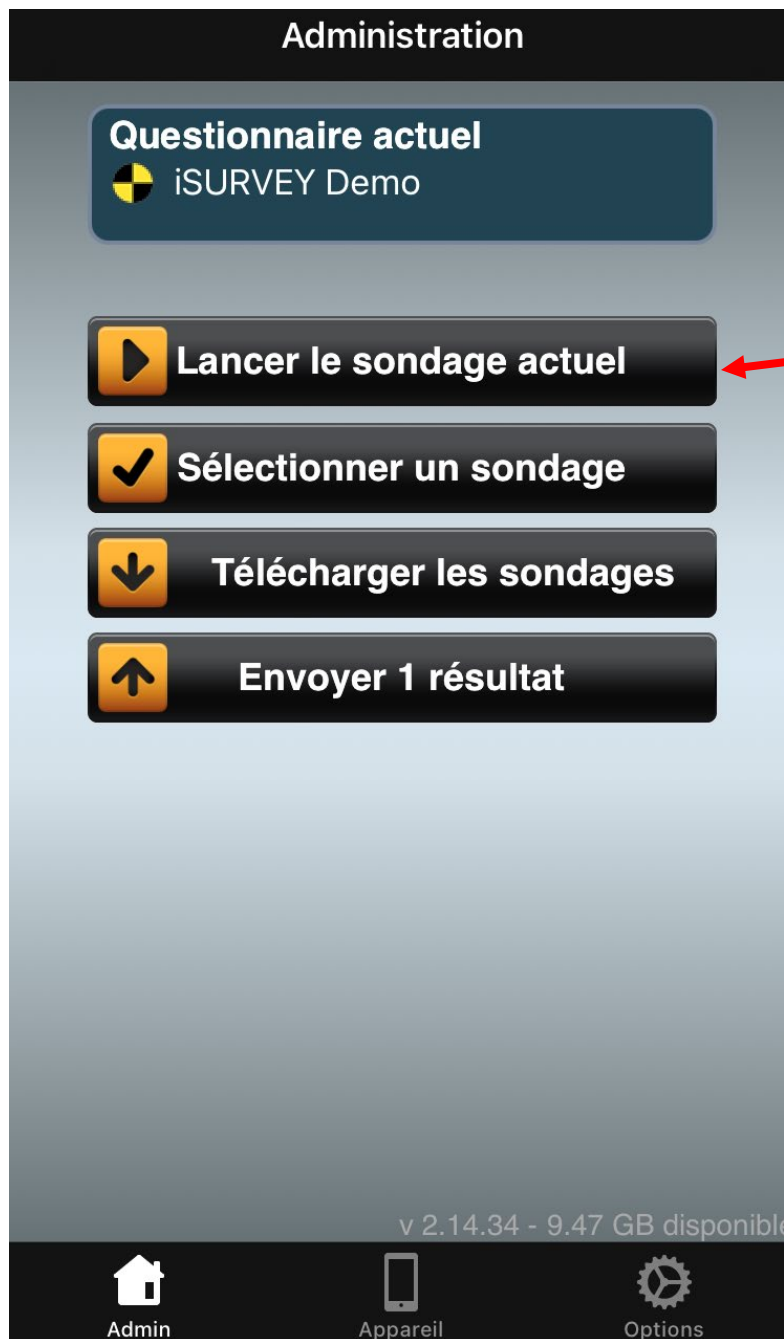 Administration
Questionnaire actuel
iSURVEY Demo
Lancer le sondage actuel
Sélectionner un sondage
Télécharger les sondages
Envoyer 1 résultat
v 2.14.34 - 9.47 GB disponible
Admin
Appareil
Options